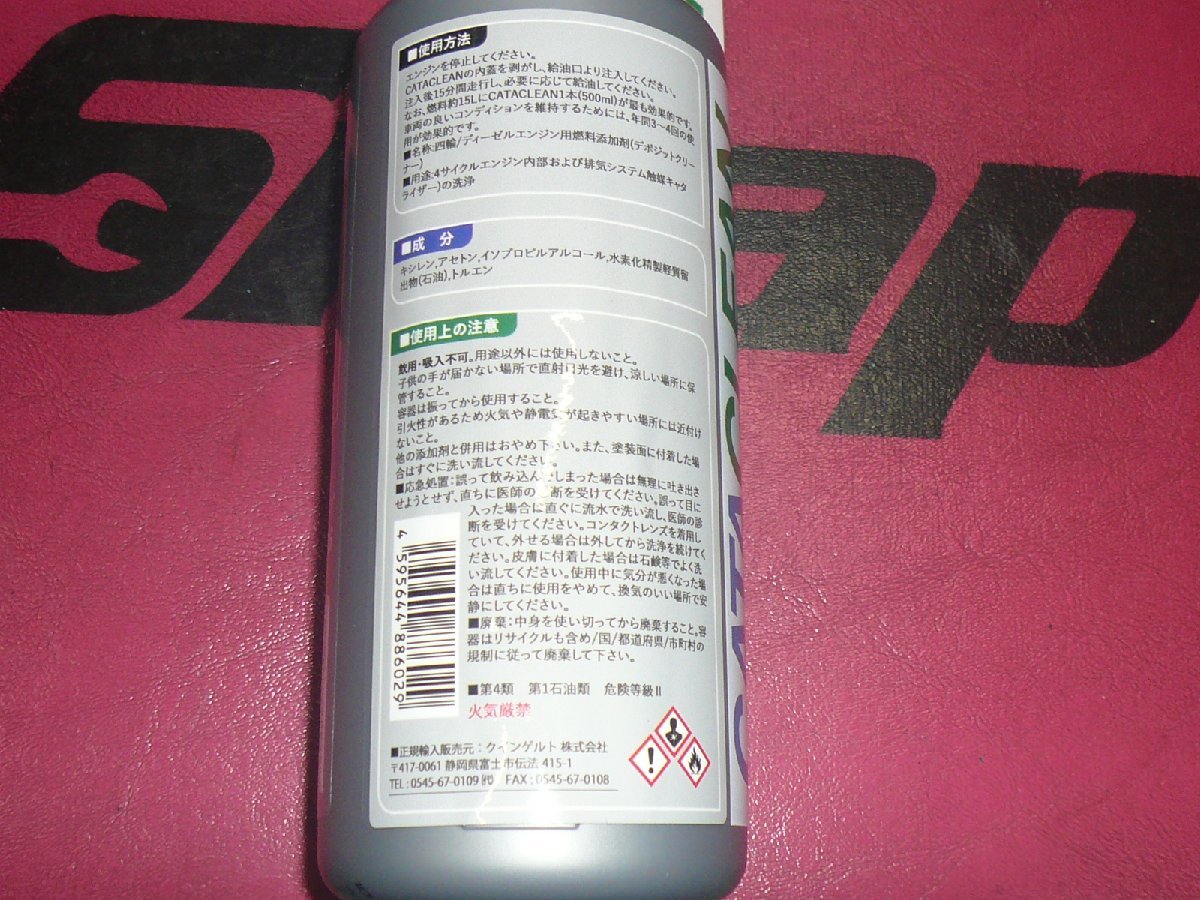 ■使用方法
エンジンを停止してください。
CATACLEANの内蓋を剥がし、給油口より注入してください。
注入後15分間走行し、必要に応じて給油してください。
なお、燃料約15LにCATACLEAN1本(500ml)が最も効果的です。
車両の良いコンディションを維持するためには、年間3~4回の使
用が効果的です。
■名称:四輪/ディーゼルエンジン用燃料添加剤(デポジットクリー
ナー)
■用途:4サイクルエンジン内部および排気システム触媒キャタ
ライザー)の洗浄
■成 分
キシレン,アセトン,イソプロピルアルコール,水素化精製軽質留
出物(石油),トルエン
■使用上の注意
飲用・吸入不可。用途以外には使用しないこと。
子供の手が届かない場所で直射日光を避け、涼しい場所に保
管すること。
容器は振ってから使用すること。
引火性があるため火気や静電気が起きやすい場所には近付け
ないこと。
他の添加剤と併用はおやめ下さい。また、塗装面に付着した場
合はすぐに洗い流してください。
■応急処置:誤って飲み込んでしまった場合は無理に吐き出さ
せようとせず、直ちに医師の診断を受けてください。誤って目に
入った場合は直ぐに流水で洗い流し、医師の診
断を受けてください。コンタクトレンズを着用し
ていて、外せる場合は外してから洗浄を続けてく
ださい。皮膚に付着した場合は石鹸等でよく洗
い流してください。使用中に気分が悪くなった場
合は直ちに使用をやめて、換気のいい場所で安
静にしてください。
■廃棄:中身を使い切ってから廃棄すること。容
器はリサイクルも含め/国/都道府県/市町村の
規制に従って廃棄して下さい。
4 595644 886029
■第4類 第1石油類 危険等級Ⅱ
火気厳禁
■正規輸入販売元:クインゲルト 株式会社
〒417-0061 静岡県富士市伝法 415-1
TEL:0545-67-0109㈹ FAX:0545-67-0108